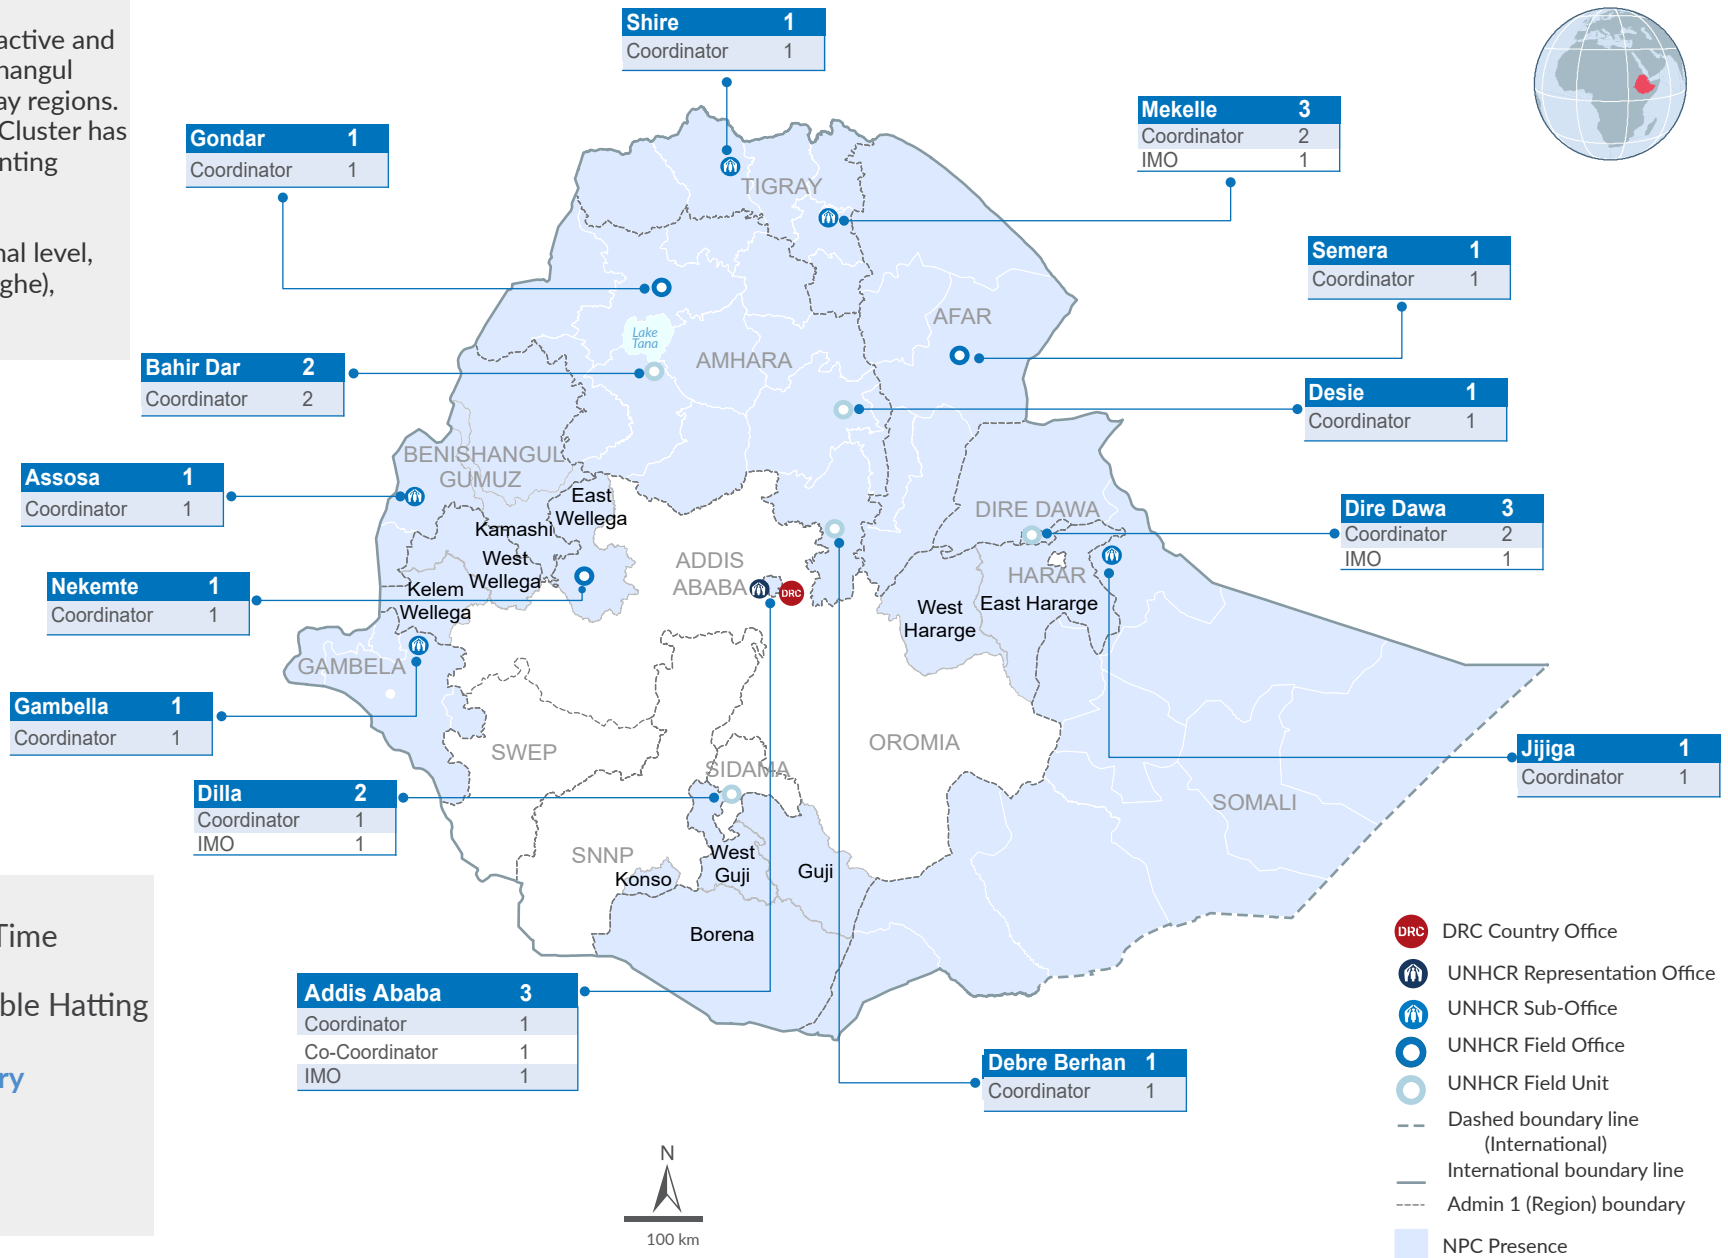 active and
hangul
ay regions.
Cluster has
nting
nal level,
ghe),
Shire 1
Coordinator 1
Gondar 1
Coordinator 1
Mekelle 3
Coordinator 2
IMO 1
Semera 1
Coordinator 1
Bahir Dar 2
Coordinator 2
Desie 1
Coordinator 1
Assosa 1
Coordinator 1
Dire Dawa 3
Coordinator 2
IMO 1
Nekemte 1
Coordinator 1
Gambella 1
Coordinator 1
Jijiga 1
Coordinator 1
Dilla 2
Coordinator 1
IMO 1
Addis Ababa 3
Coordinator 1
Co-Coordinator 1
IMO 1
Debre Berhan 1
Coordinator 1
TIGRAY
AFAR
Lake
Tana
AMHARA
BENISHANGUL
GUMUZ
East
Wellega
Kamashi
West
Wellega
Kelem
Wellega
ADDIS
ABABA
DRC
DIRE DAWA
HARAR
East Hararge
West
Hararge
GAMBELA
SWEP
SIDAMA
OROMIA
SOMALI
SNNP
Konso
West
Guji
Guji
Borena
Time
ble Hatting
ry
N
100 km
DRC DRC Country Office
UNHCR Representation Office
UNHCR Sub-Office
UNHCR Field Office
UNHCR Field Unit
Dashed boundary line
(International)
International boundary line
Admin 1 (Region) boundary
NPC Presence